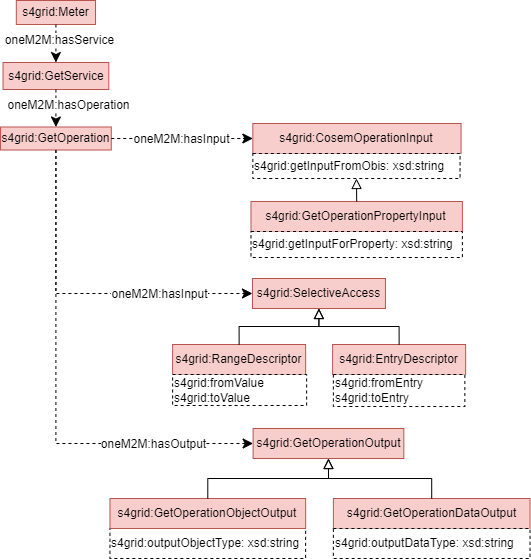 s4grid:Meter
oneM2M:hasService
s4grid:GetService
oneM2M:hasOperation
s4grid:GetOperation
oneM2M:hasInput
s4grid:CosemOperationInput
s4grid:getInputFromObis: xsd:string
s4grid:GetOperationPropertyInput
s4grid:getInputForProperty: xsd:string
oneM2M:hasInput
s4grid:SelectiveAccess
s4grid:RangeDescriptor
s4grid:fromValue
s4grid:toValue
s4grid:EntryDescriptor
s4grid:fromEntry
s4grid:toEntry
oneM2M:hasOutput
s4grid:GetOperationOutput
s4grid:GetOperationObjectOutput
s4grid:outputObjectType: xsd:string
s4grid:GetOperationDataOutput
s4grid:outputDataType: xsd:string